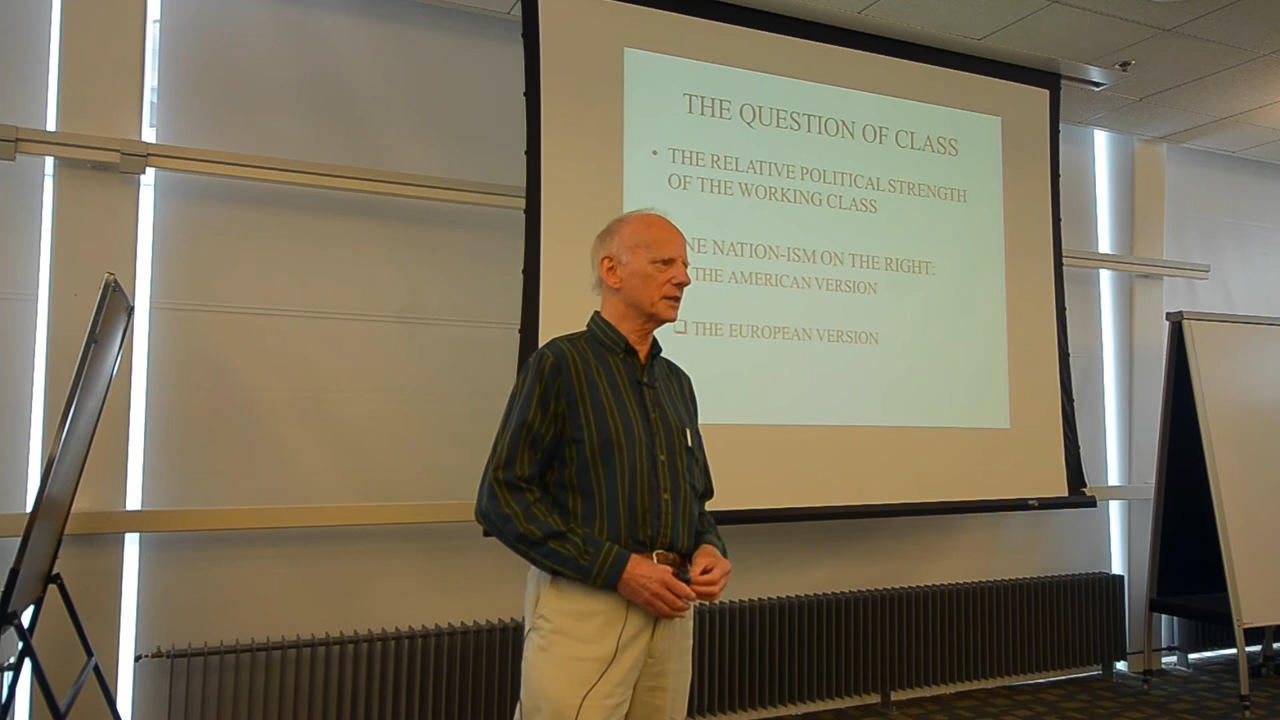 THE QUESTION OF CLASS
• THE RELATIVE POLITICAL STRENGTH
OF THE WORKING CLASS
NE NATION-ISM ON THE RIGHT:
THE AMERICAN VERSION
❑ THE EUROPEAN VERSION